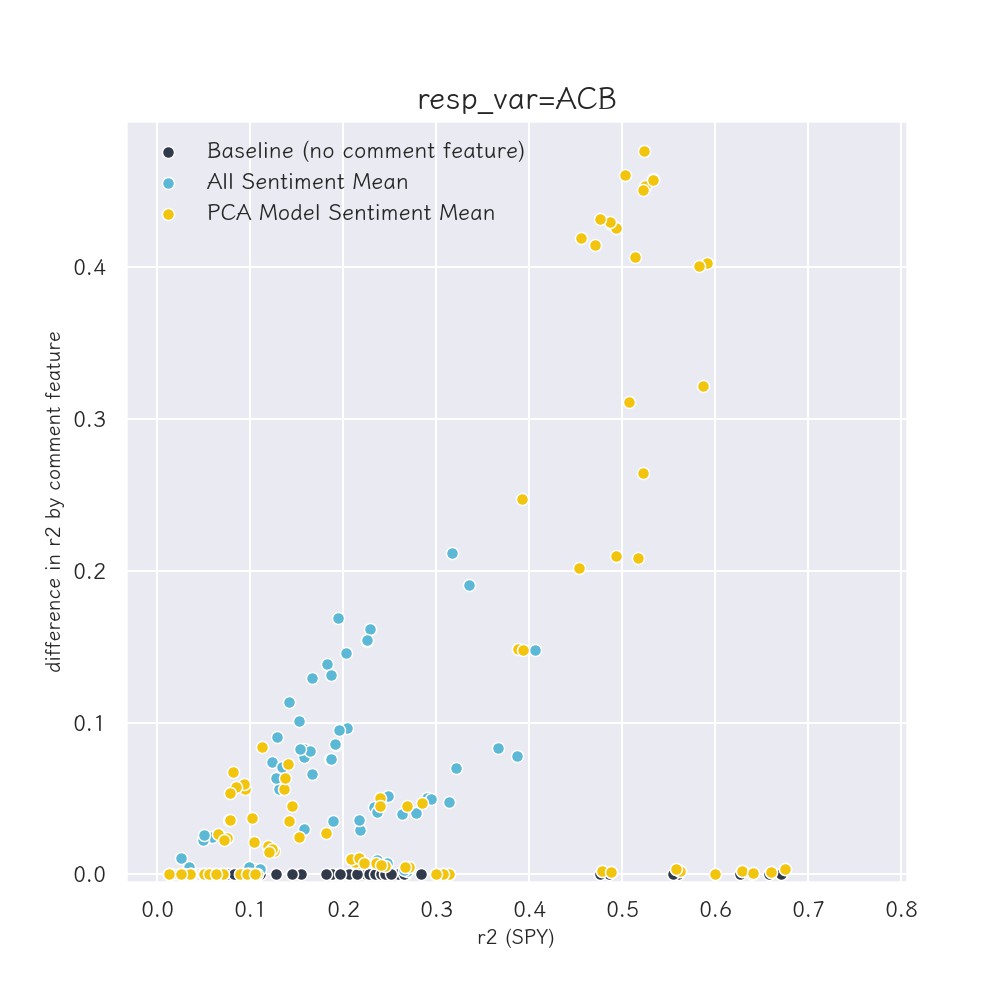 resp_var=ACB
Baseline (no comment feature)
All Sentiment Mean
PCA Model Sentiment Mean
difference in r2 by comment feature
0.4
0.3
0.2
0.1
0.0
0.0 0.1 0.2 0.3 0.4 0.5 0.6 0.7 0.8
r2 (SPY)